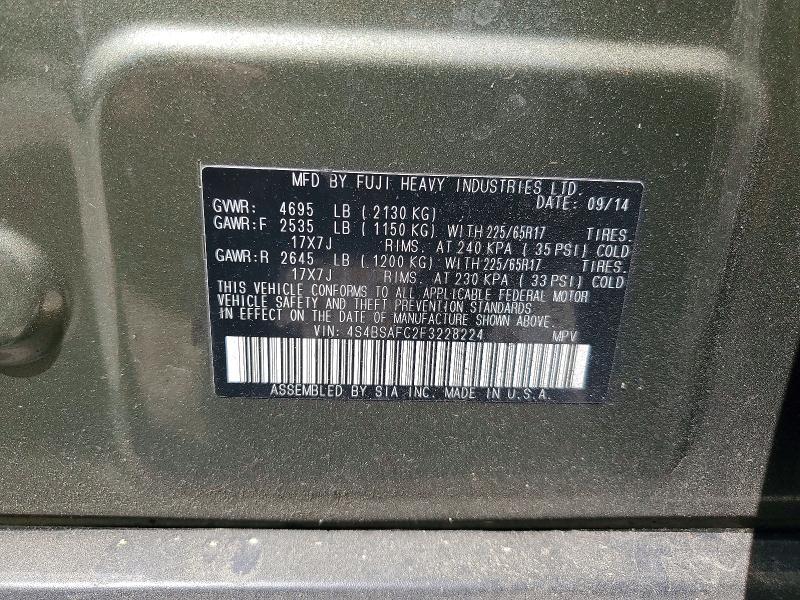 MFD BY FUJI HEAVY INDUSTRIES LTD.
DATE: 09/14
GVWR: 4695 LB ( 2130 KG)
GAWR:F 2535 LB ( 1150 KG) WITH 225/65R17 TIRES.
17X7J RIMS. AT 240 KPA ( 35 PSI) COLD
GAWR:R 2645 LB ( 1200 KG) WITH 225/65R17 TIRES.
17X7J RIMS. AT 230 KPA ( 33 PSI) COLD
THIS VEHICLE CONFORMS TO ALL APPLICABLE FEDERAL MOTOR
VEHICLE SAFETY AND THEFT PREVENTION STANDARDS
IN EFFECT ON THE DATE OF MANUFACTURE SHOWN ABOVE.
VIN: 4S4BSAFC2F3228224 MPV
ASSEMBLED BY SIA INC. MADE IN U.S.A.